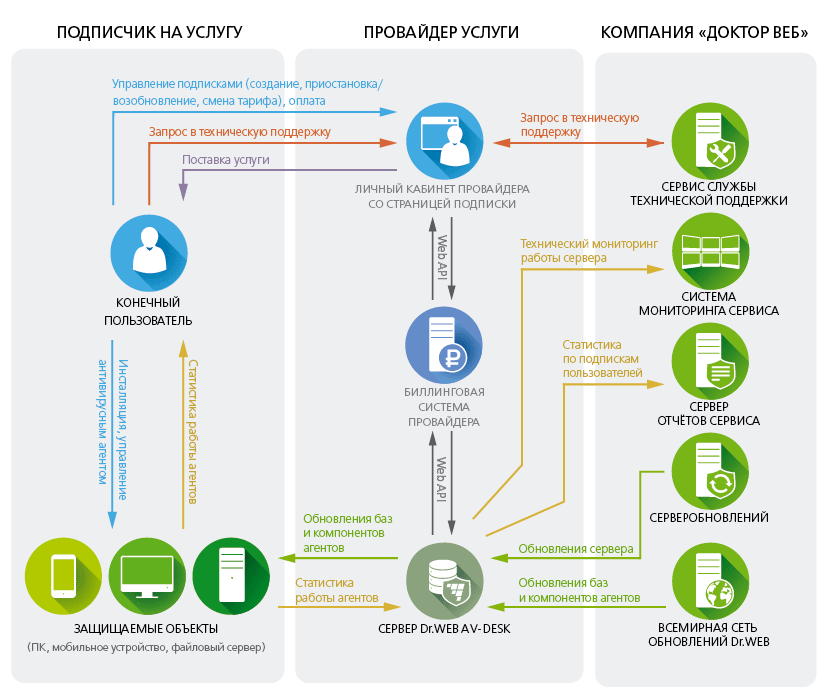 ПОДПИСЧИК НА УСЛУГУ
ПРОВАЙДЕР УСЛУГИ
КОМПАНИЯ «ДОКТОР ВЕБ»
Управление подписками (создание, приостановка/
возобновление, смена тарифа), оплата
Запрос в техническую поддержку
Поставка услуги
Запрос в техническую
поддержку
ЛИЧНЫЙ КАБИНЕТ ПРОВАЙДЕРА
СО СТРАНИЦЕЙ ПОДПИСКИ
СЕРВИС СЛУЖБЫ
ТЕХНИЧЕСКОЙ ПОДДЕРЖКИ
Web API
Технический мониторинг
работы сервера
КОНЕЧНЫЙ
ПОЛЬЗОВАТЕЛЬ
СИСТЕМА
МОНИТОРИНГА СЕРВИСА
Инсталляция, управление
антивирусным агентом
Статистика работы агентов
Статистика
по подпискам
пользователей
БИЛЛИНГОВАЯ
СИСТЕМА
ПРОВАЙДЕРА
СЕРВЕР
ОТЧЁТОВ СЕРВИСА
Web API
СЕРВЕРОБНОВЛЕНИЙ
Обновления баз
и компонентов
агентов
Обновления сервера
Статистика
работы агентов
Обновления баз
и компонентов агентов
ЗАЩИЩАЕМЫЕ ОБЪЕКТЫ
(ПК, мобильное устройство, файловый сервер)
СЕРВЕР Dr.WEB AV-DESK
ВСЕМИРНАЯ СЕТЬ
ОБНОВЛЕНИЙ Dr.WEB